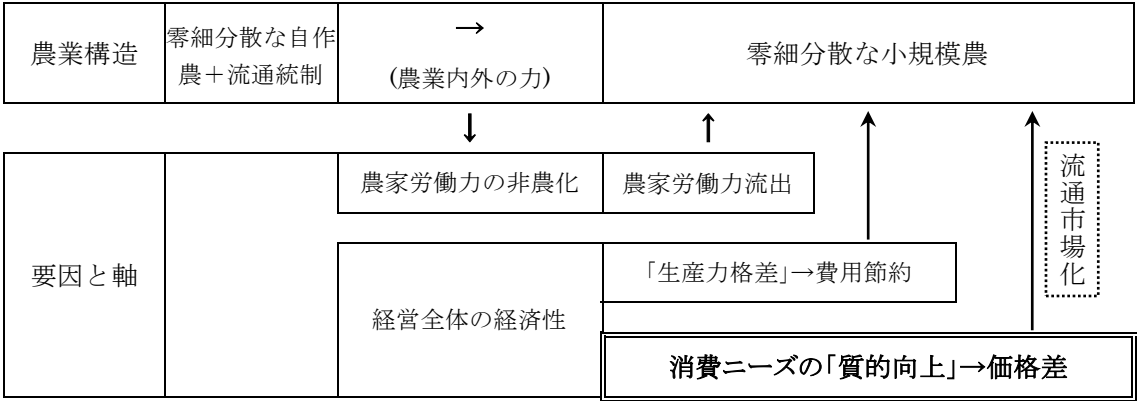 農業構造
零細分散な自作
農＋流通統制
→
(農業内外の力)
零細分散な小規模農
↓
↑
要因と軸
農家労働力の非農化
農家労働力流出
流通市場化
「生産力格差」→費用節約
経営全体の経済性
消費ニーズの「質的向上」→価格差